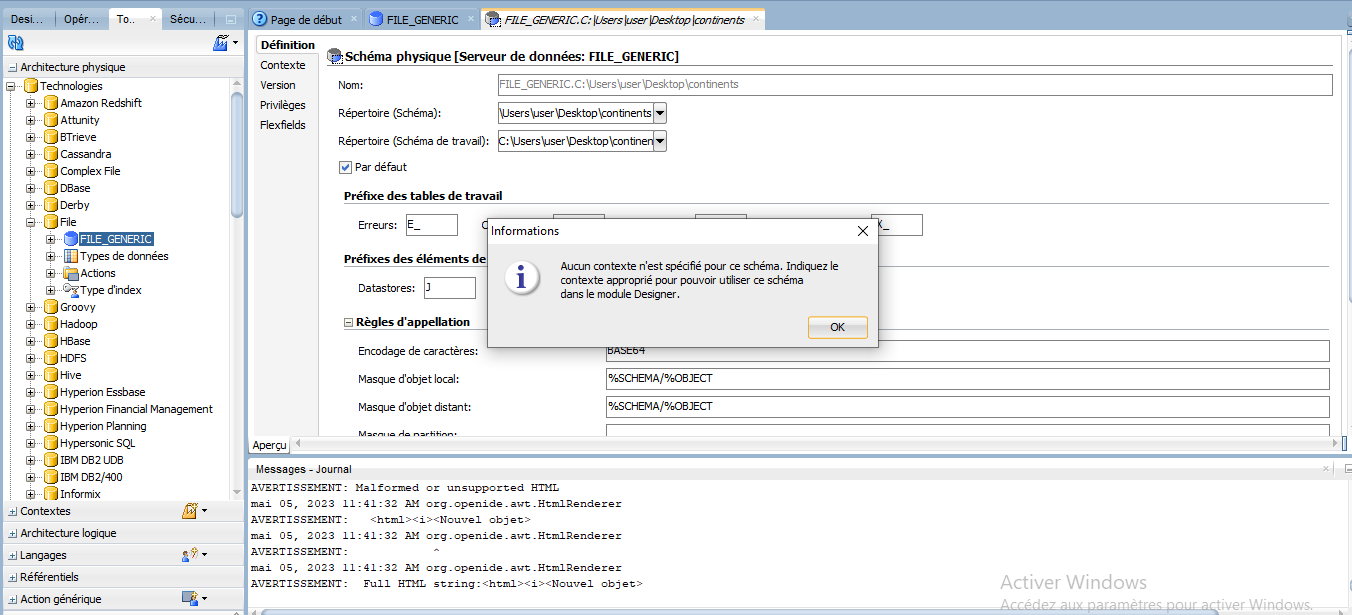 Desi...
Opér...
To..
Sécu...
Page de début
FILE_GENERIC
FILE_GENERIC.C:\Users\user\Desktop\continents
Architecture physique
Technologies
Amazon Redshift
Attunity
BTrieve
Cassandra
Complex File
DBase
Derby
File
FILE_GENERIC
Types de données
Actions
Type d'index
Groovy
Hadoop
HBase
HDFS
Hive
Hyperion Essbase
Hyperion Financial Management
Hyperion Planning
Hypersonic SQL
IBM DB2 UDB
IBM DB2/400
Informix
Contextes
Architecture logique
Langages
Référentiels
Action générique
Définition
Contexte
Version
Privilèges
Flexfields
Schéma physique [Serveur de données: FILE_GENERIC]
Nom: FILE_GENERIC.C:\Users\user\Desktop\continents
Répertoire (Schéma): \Users\user\Desktop\continents
Répertoire (Schéma de travail): C:\Users\user\Desktop\continen
Par défaut
Préfixe des tables de travail
Erreurs: E_
X_
Préfixes des éléments de
Datastores: J
Règles d'appellation
Encodage de caractères: BASE64
Masque d'objet local: %SCHEMA/%OBJECT
Masque d'objet distant: %SCHEMA/%OBJECT
Masque de partition:
Aperçu
Informations
Aucun contexte n'est spécifié pour ce schéma. Indiquez le
contexte approprié pour pouvoir utiliser ce schéma
dans le module Designer.
OK
Messages - Journal
AVERTISSEMENT: Malformed or unsupported HTML
mai 05, 2023 11:41:32 AM org.openide.awt.HtmlRenderer
AVERTISSEMENT:   <html><i><Nouvel objet>
mai 05, 2023 11:41:32 AM org.openide.awt.HtmlRenderer
AVERTISSEMENT:             ^
mai 05, 2023 11:41:32 AM org.openide.awt.HtmlRenderer
AVERTISSEMENT:  Full HTML string:<html><i><Nouvel objet>
Activer Windows
Accédez aux paramètres pour activer Windows.